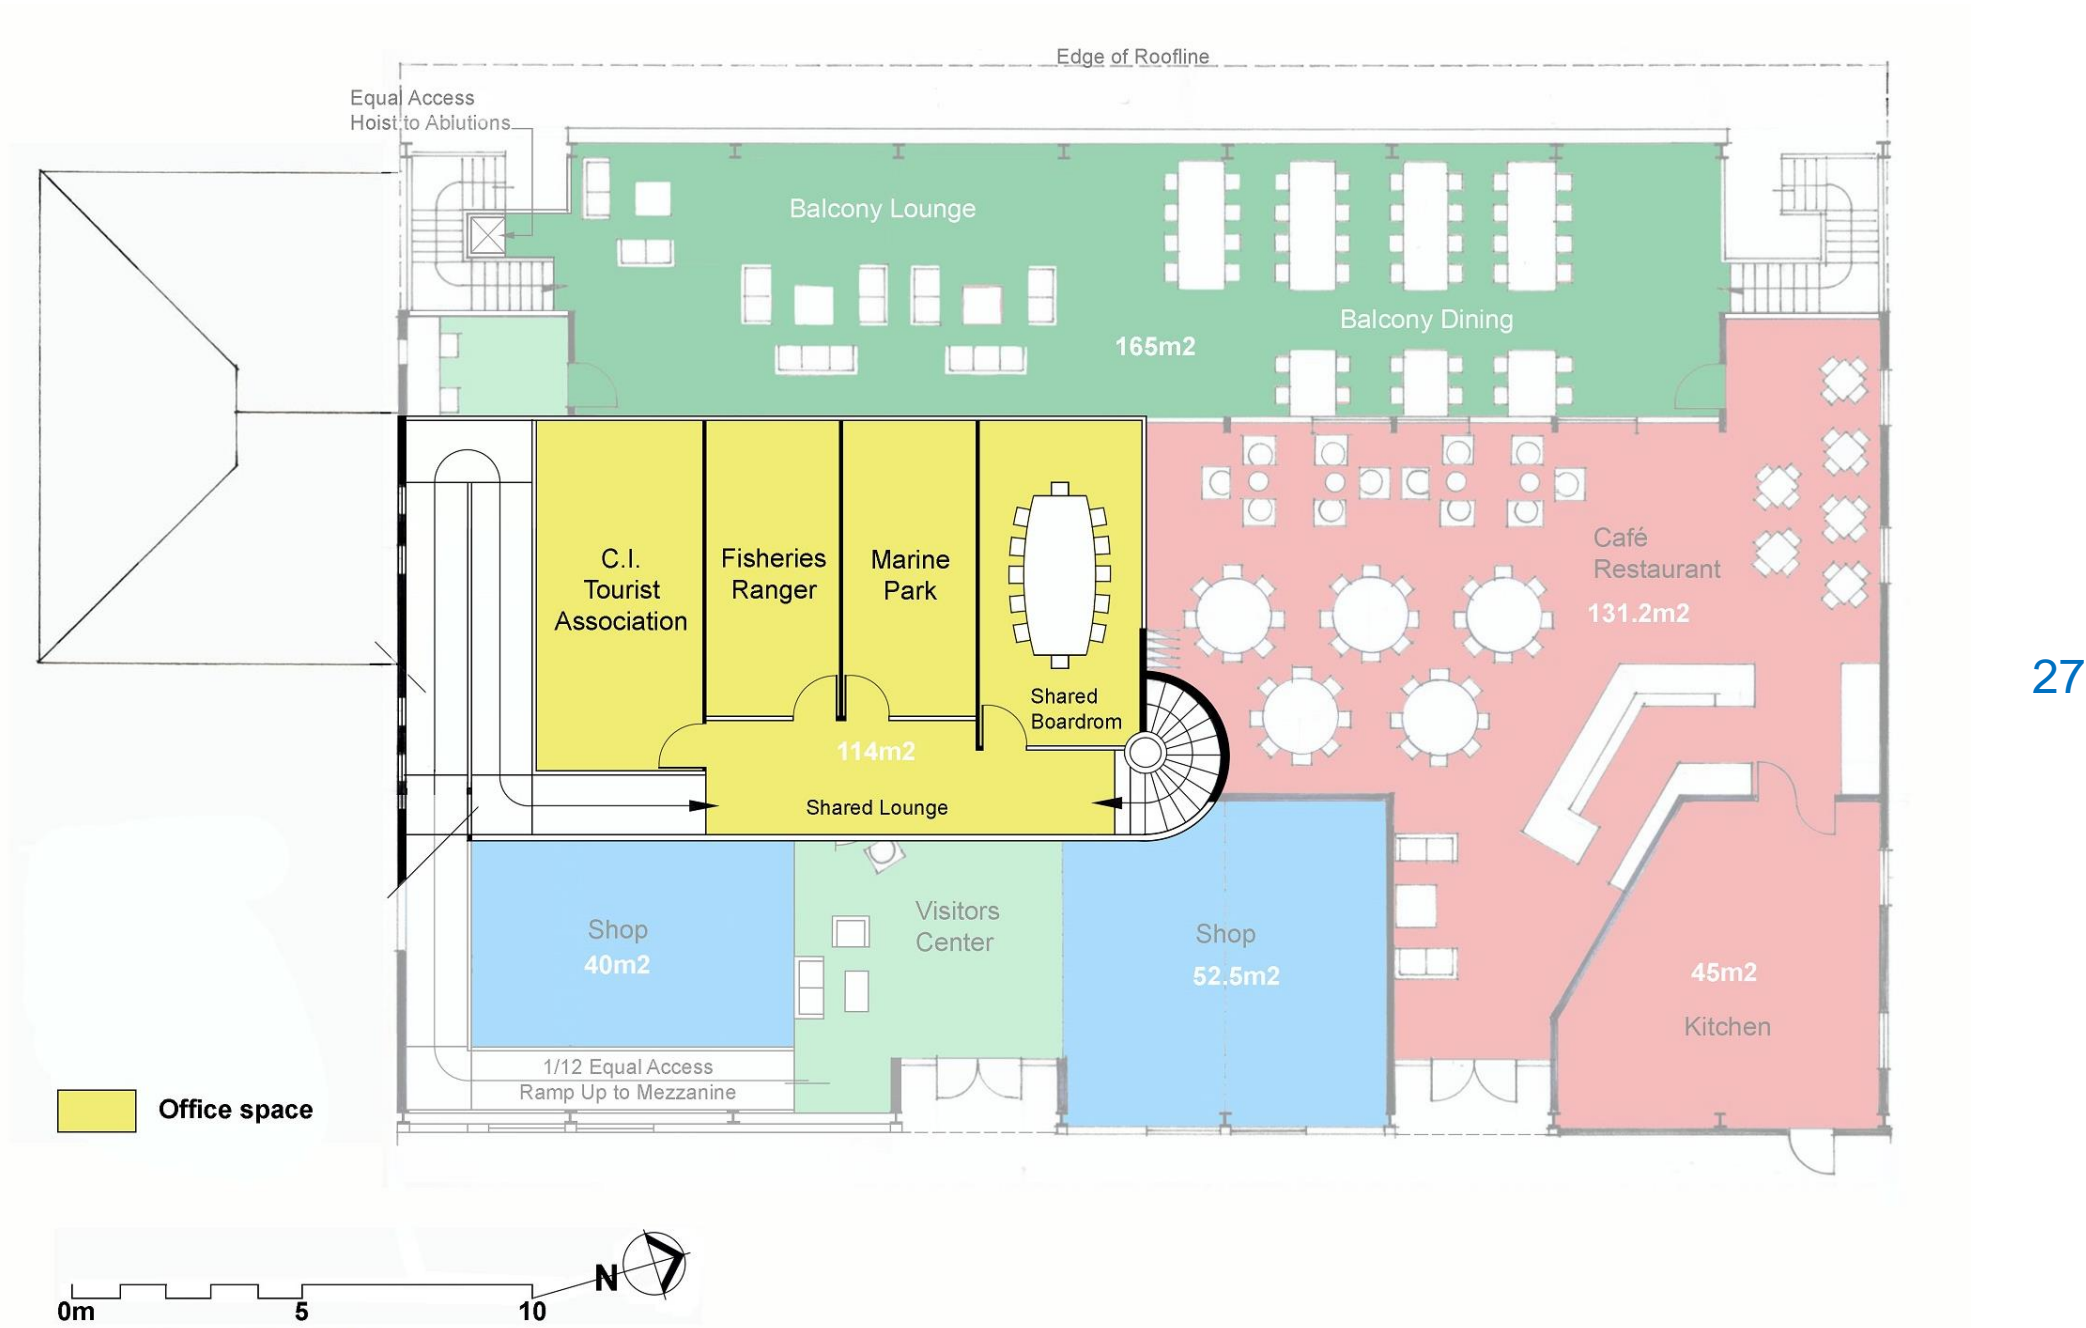 Edge of Roofline
Equal Access
Hoist to Ablutions
Balcony Lounge
Balcony Dining
165m2
C.I.
Tourist
Association
Fisheries
Ranger
Marine
Park
Shared
Boardrom
114m2
Shared Lounge
Café
Restaurant
131.2m2
27
Shop
40m2
Visitors
Center
Shop
52.5m2
45m2
Kitchen
1/12 Equal Access
Ramp Up to Mezzanine
Office space
N
0m 5 10